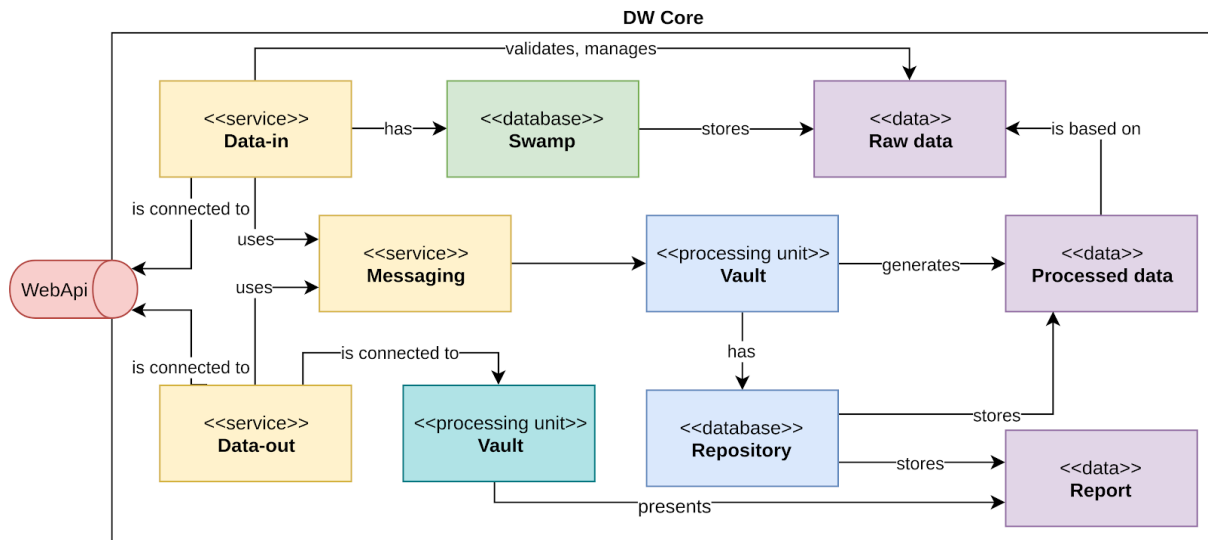 DW Core
validates, manages
<<service>>
Data-in
has
<<database>>
Swamp
stores
<<data>>
Raw data
is based on
is connected to
uses
<<service>>
Messaging
<<processing unit>>
Vault
generates
<<data>>
Processed data
WebApi
uses
is connected to
is connected to
has
<<service>>
Data-out
<<processing unit>>
Vault
<<database>>
Repository
stores
stores
<<data>>
Report
presents